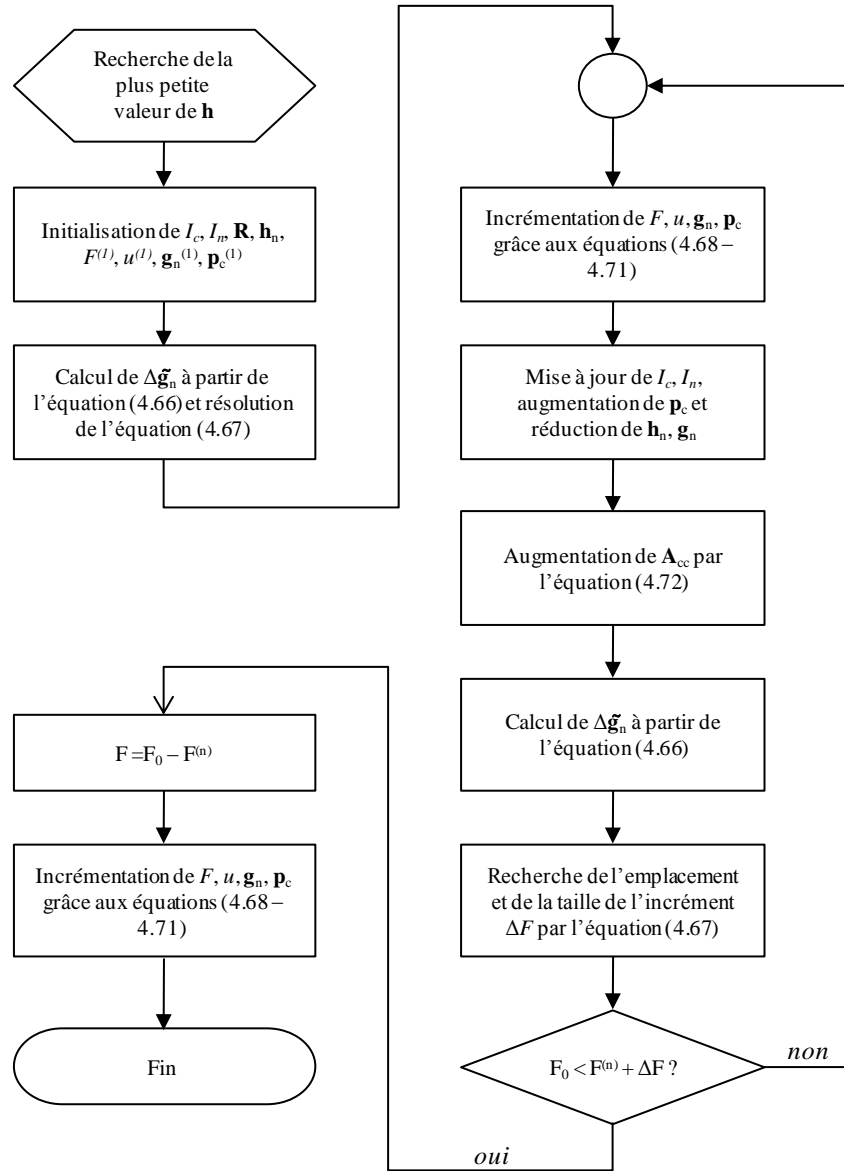 Recherche de la
plus petite
valeur de h
Initialisation de I_c, I_n, R, h_n,
F^(1), u^(1), g_n^(1), p_c^(1)
Calcul de Δg̃_n à partir de
l’équation (4.66) et résolution
de l’équation (4.67)
Incrémentation de F, u, g_n, p_c
grâce aux équations (4.68 –
4.71)
Mise à jour de I_c, I_n,
augmentation de p_c et
réduction de h_n, g_n
Augmentation de A_cc par
l’équation (4.72)
Calcul de Δg̃_n à partir de
l’équation (4.66)
Recherche de l’emplacement
et de la taille de l’incrément
ΔF par l’équation (4.67)
F_0 < F^(n) + ΔF ?
non
oui
F =F_0 – F^(n)
Incrémentation de F, u, g_n, p_c
grâce aux équations (4.68 –
4.71)
Fin